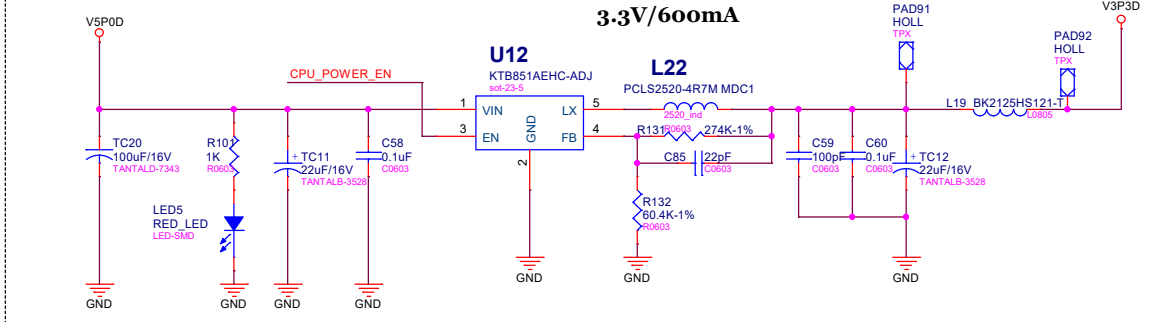 3.3V/600mA
V5P0D
PAD91
HOLL
TPX
V3P3D
PAD92
HOLL
TPX
U12
KTB851AEHC-ADJ
sot-23-5
L22
PCLS2520-4R7M MDC1
2520_ind
CPU_POWER_EN
1 VIN
3 EN
GND
2
LX 5
FB 4
L19 BK2125HS121-T
L0805
R131 R0603 274K-1%
C85 22pF
C0603
TC20
100uF/16V
TANTALD-7343
R101
1K
R0603
TC11
22uF/16V
TANTALB-3528
C58
0.1uF
C0603
C59
100pF
C0603
C60
0.1uF
C0603
TC12
22uF/16V
TANTALB-3528
R132
60.4K-1%
R0603
LED5
RED_LED
LED-SMD
GND
GND
GND
GND
GND
GND
GND